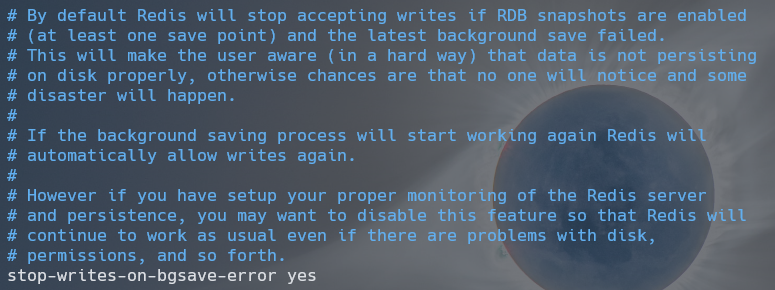 # By default Redis will stop accepting writes if RDB snapshots are enabled
# (at least one save point) and the latest background save failed.
# This will make the user aware (in a hard way) that data is not persisting
# on disk properly, otherwise chances are that no one will notice and some
# disaster will happen.
#
# If the background saving process will start working again Redis will
# automatically allow writes again.
#
# However if you have setup your proper monitoring of the Redis server
# and persistence, you may want to disable this feature so that Redis will
# continue to work as usual even if there are problems with disk,
# permissions, and so forth.
stop-writes-on-bgsave-error yes